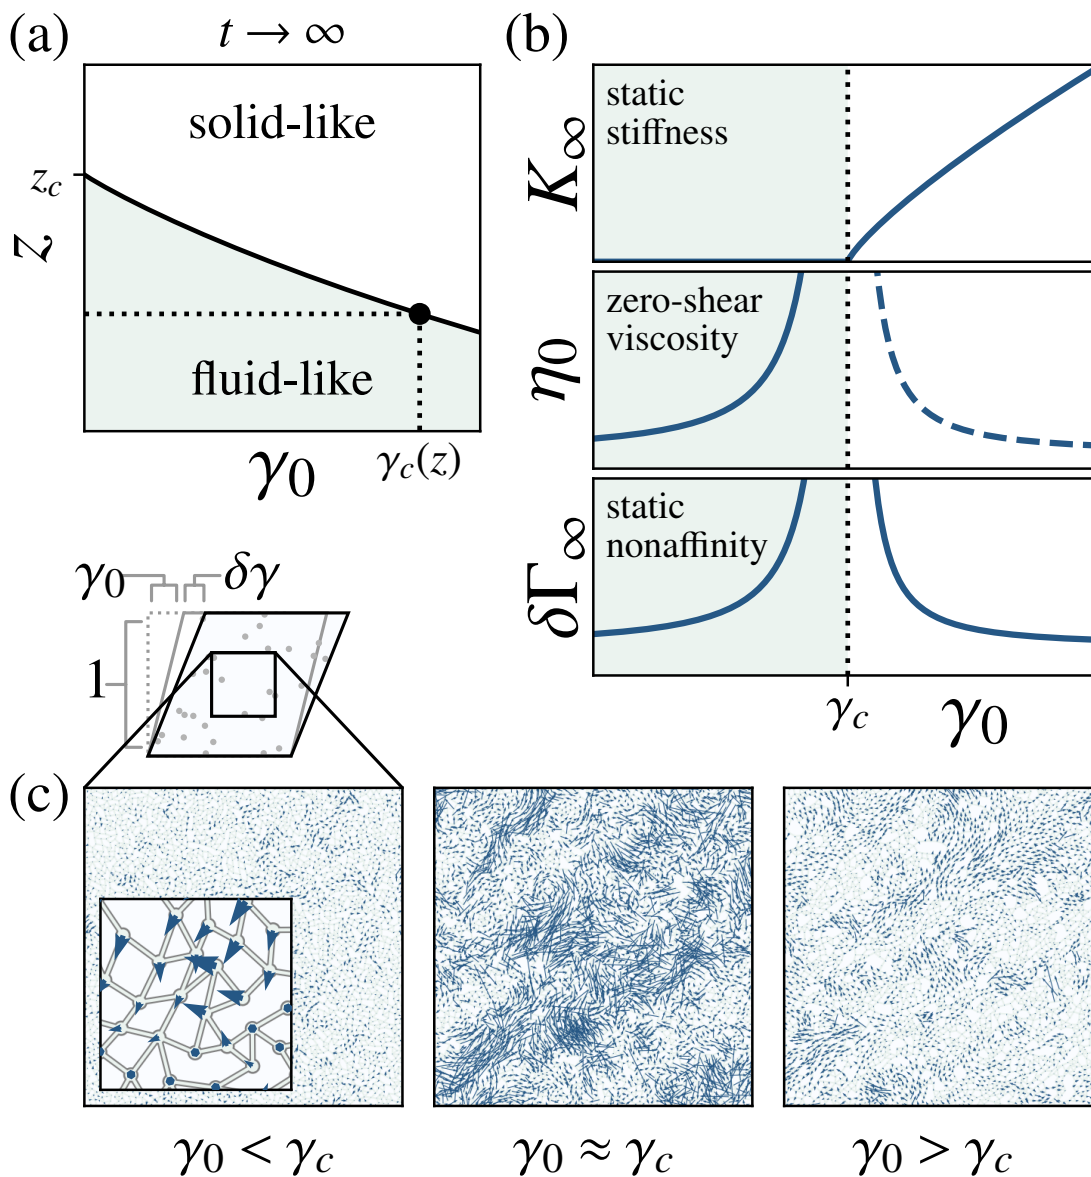 (a)
t → ∞
solid-like
z_c
z
fluid-like
γ_c(z)
γ_0
(b)
static
stiffness
K_∞
zero-shear
viscosity
η_0
static
nonaffinity
δΓ_∞
γ_c
γ_0
γ_0
δγ
1
(c)
γ_0 < γ_c
γ_0 ≈ γ_c
γ_0 > γ_c